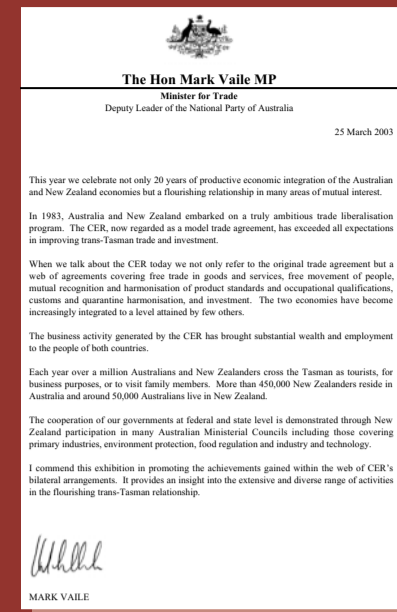 The Hon Mark Vaile MP
Minister for Trade
Deputy Leader of the National Party of Australia
25 March 2003
This year we celebrate not only 20 years of productive economic integration of the Australian
and New Zealand economies but a flourishing relationship in many areas of mutual interest.
In 1983, Australia and New Zealand embarked on a truly ambitious trade liberalisation
program. The CER, now regarded as a model trade agreement, has exceeded all expectations
in improving trans-Tasman trade and investment.
When we talk about the CER today we not only refer to the original trade agreement but a
web of agreements covering free trade in goods and services, free movement of people,
mutual recognition and harmonisation of product standards and occupational qualifications,
customs and quarantine harmonisation, and investment. The two economies have become
increasingly integrated to a level attained by few others.
The business activity generated by the CER has brought substantial wealth and employment
to the people of both countries.
Each year over a million Australians and New Zealanders cross the Tasman as tourists, for
business purposes, or to visit family members. More than 450,000 New Zealanders reside in
Australia and around 50,000 Australians live in New Zealand.
The cooperation of our governments at federal and state level is demonstrated through New
Zealand participation in many Australian Ministerial Councils including those covering
primary industries, environment protection, food regulation and industry and technology.
I commend this exhibition in promoting the achievements gained within the web of CER's
bilateral arrangements. It provides an insight into the extensive and diverse range of activities
in the flourishing trans-Tasman relationship.
MARK VAILE